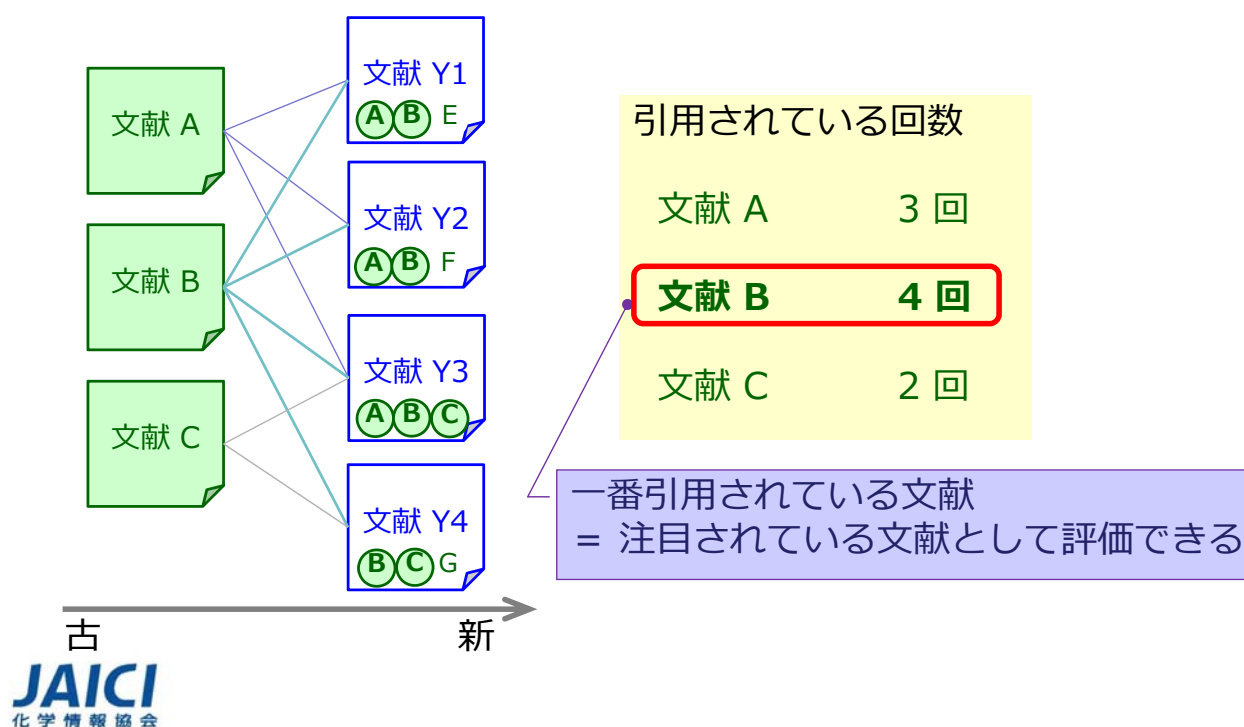 文献 A
文献 B
文献 C
文献 Y1
A B E
文献 Y2
A B F
文献 Y3
A B C
文献 Y4
B C G
古 新
引用されている回数
文献 A 3 回
文献 B 4 回
文献 C 2 回
一番引用されている文献
= 注目されている文献として評価できる
JAICI
化学情報協会